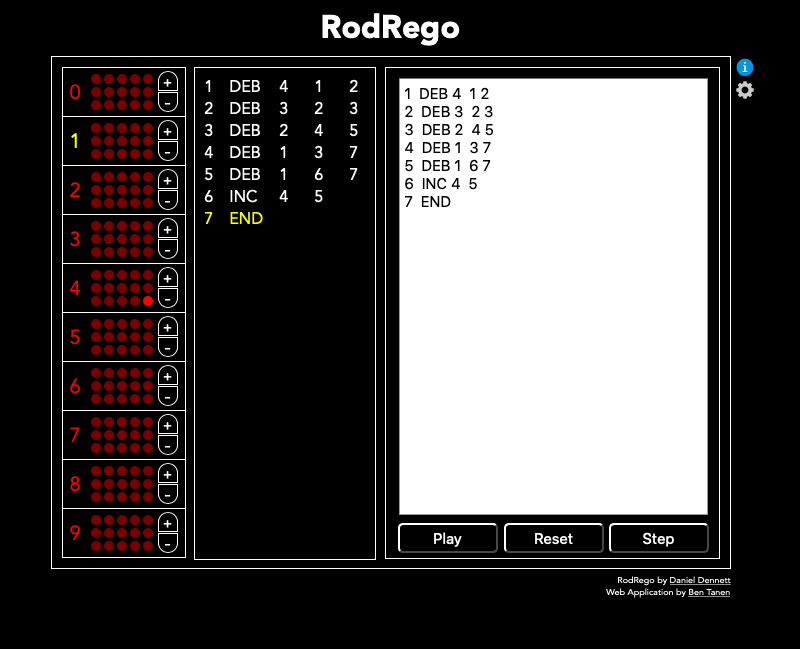 RodRego
0 + -
1 + -
2 + -
3 + -
4 + -
5 + -
6 + -
7 + -
8 + -
9 + -
1 DEB 4 1 2
2 DEB 3 2 3
3 DEB 2 4 5
4 DEB 1 3 7
5 DEB 1 6 7
6 INC 4 5
7 END
1 DEB 4 1 2
2 DEB 3 2 3
3 DEB 2 4 5
4 DEB 1 3 7
5 DEB 1 6 7
6 INC 4 5
7 END
Play Reset Step
i
RodRego by Daniel Dennett
Web Application by Ben Tanen